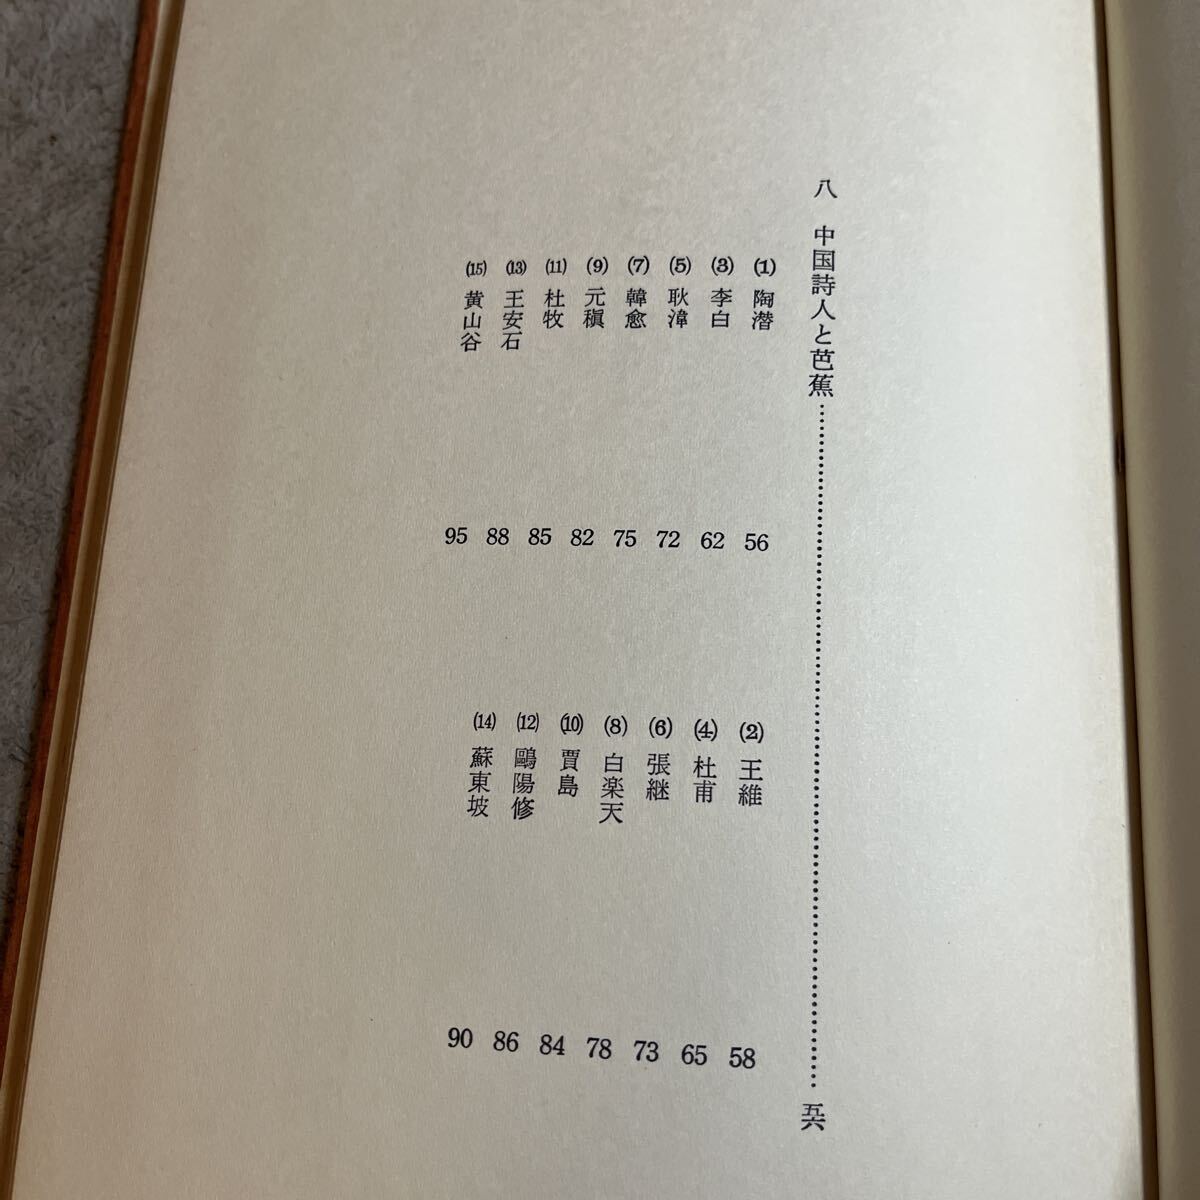 八 中国詩人と芭蕉……………………………五六
(1) 陶潜 56
(2) 王維 58
(3) 李白 62
(4) 杜甫 65
(5) 耿湋 72
(6) 張継 73
(7) 韓愈 75
(8) 白楽天 78
(9) 元稹 82
(10) 賈島 84
(11) 杜牧 85
(12) 鷗陽修 86
(13) 王安石 88
(14) 蘇東坡 90
(15) 黄山谷 95